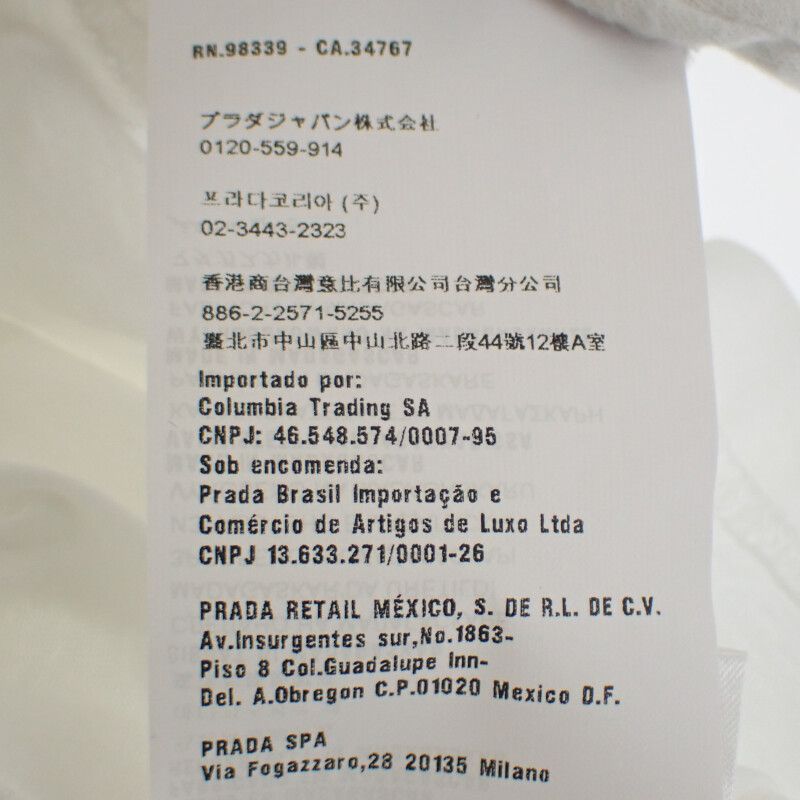 RN.98339 - CA.34767
プラダジャパン株式会社
0120-559-914
프라다코리아 (주)
02-3443-2323
香港商台灣意比有限公司台灣分公司
886-2-2571-5255
臺北市中山區中山北路二段44號12樓A室
Importado por:
Columbia Trading SA
CNPJ: 46.548.574/0007-95
Sob encomenda:
Prada Brasil Importação e
Comércio de Artigos de Luxo Ltda
CNPJ 13.633.271/0001-26
PRADA RETAIL MÉXICO, S. DE R.L. DE C.V.
Av.Insurgentes sur,No.1863-
Piso 8 Col.Guadalupe Inn-
Del. A.Obregon C.P.01020 Mexico D.F.
PRADA SPA
Via Fogazzaro,28 20135 Milano